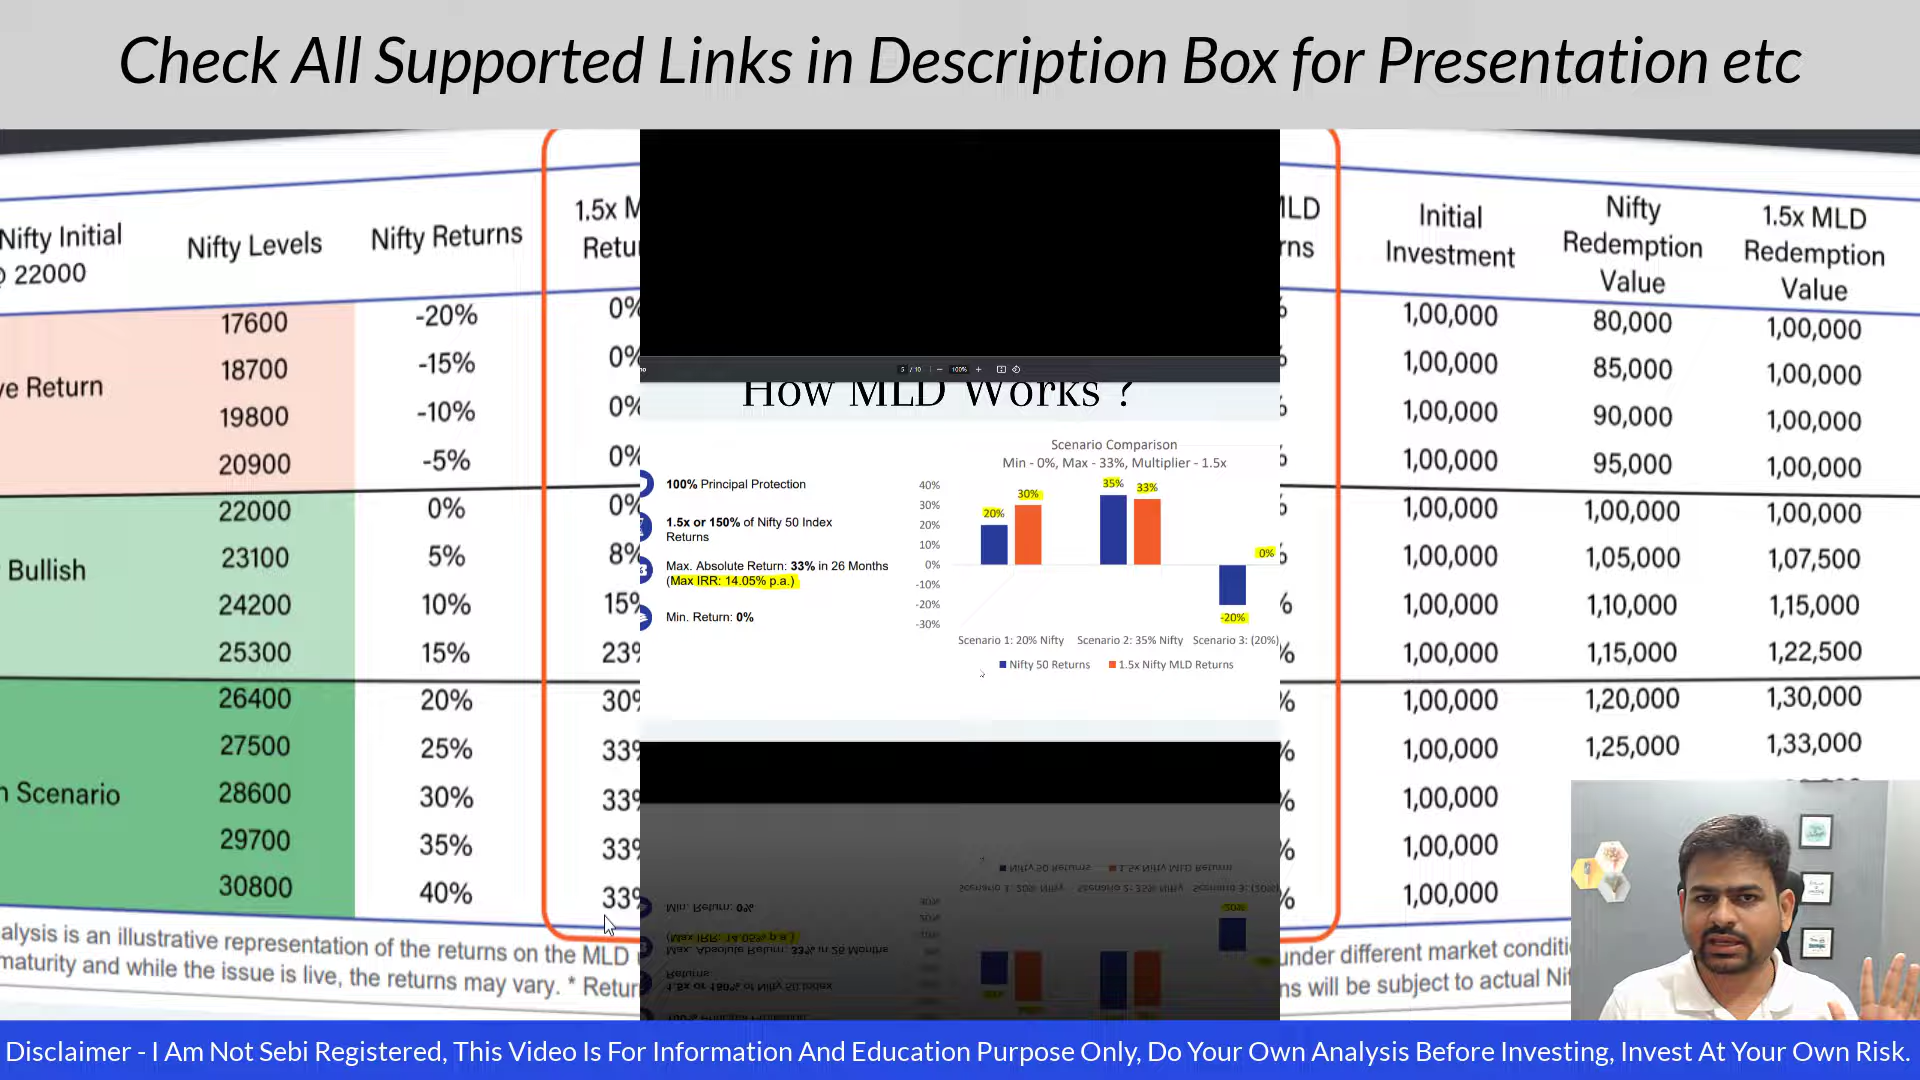 Check All Supported Links in Description Box for Presentation etc
Nifty Initial Nifty Levels Nifty Returns 1.5x Initial Nifty 1.5x MLD
@ 22000 Investment Redemption Redemption
Value Value
17600 -20% 0% 1,00,000 80,000 1,00,000
18700 -15% 0% 1,00,000 85,000 1,00,000
Return 19800 -10% 0% 1,00,000 90,000 1,00,000
20900 -5% 0% 1,00,000 95,000 1,00,000
22000 0% 0% 1,00,000 1,00,000 1,00,000
Bullish 23100 5% 8% 1,00,000 1,05,000 1,07,500
24200 10% 15% 1,00,000 1,10,000 1,15,000
25300 15% 23% 1,00,000 1,15,000 1,22,500
26400 20% 30% 1,00,000 1,20,000 1,30,000
27500 25% 33% 1,00,000 1,25,000 1,33,000
Scenario 28600 30% 33% 1,00,000
29700 35% 33% 1,00,000
30800 40% 33% 1,00,000
alysis is an illustrative representation of the returns on the MLD
under different market conditi
maturity and while the issue is live, the returns may vary. * Retur
ns will be subject to actual Nif
5 / 10 − 100% +
How MLD Works ?
100% Principal Protection
1.5x or 150% of Nifty 50 Index
Returns
Max. Absolute Return: 33% in 26 Months
(Max IRR: 14.05% p.a.)
Min. Return: 0%
Scenario Comparison
Min - 0%, Max - 33%, Multiplier - 1.5x
40%
30%
20%
10%
0%
-10%
-20%
-30%
20% 30% 35% 33% 0% -20%
Scenario 1: 20% Nifty Scenario 2: 35% Nifty Scenario 3: (20%)
Nifty 50 Returns 1.5x Nifty MLD Returns
Disclaimer - I Am Not Sebi Registered, This Video Is For Information And Education Purpose Only, Do Your Own Analysis Before Investing, Invest At Your Own Risk.